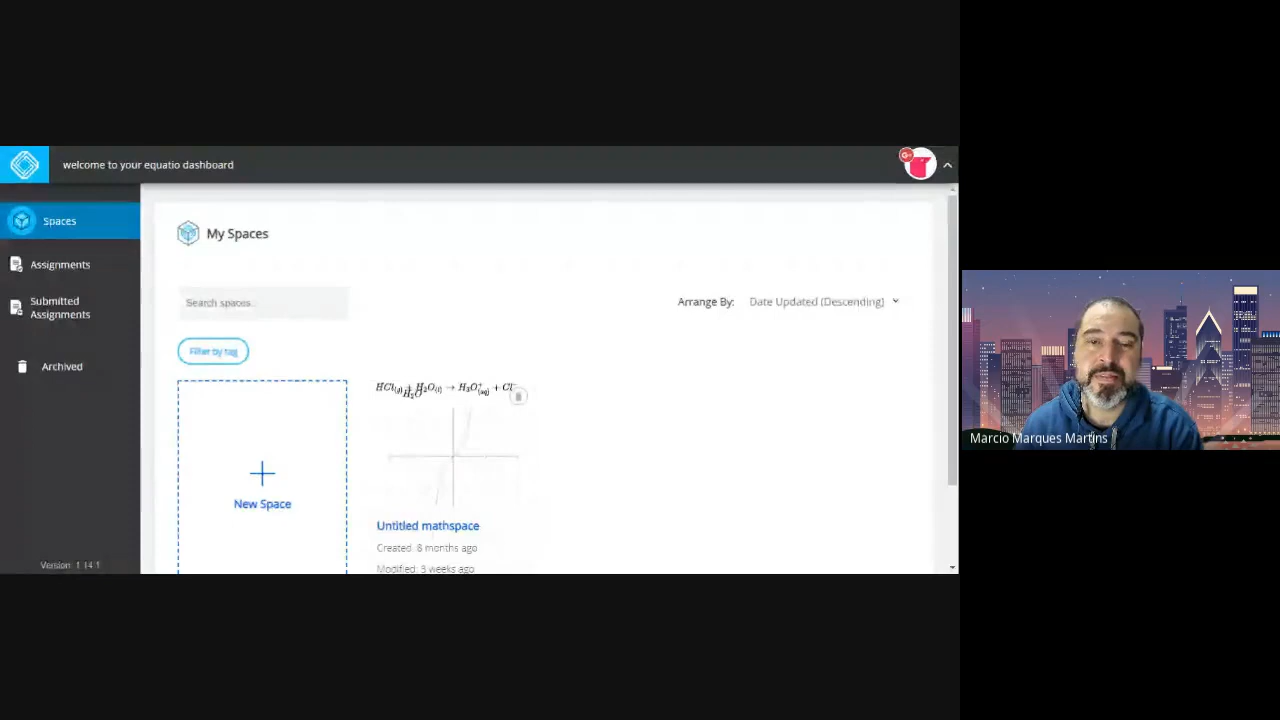 welcome to your equatio dashboard
G+
Spaces
Assignments
Submitted
Assignments
Archived
Version: 1.14.1
My Spaces
Search spaces..
Arrange By: Date Updated (Descending)
Filter by tag
New Space
Untitled mathspace
Created: 8 months ago
Modified: 3 weeks ago
Marcio Marques Martins